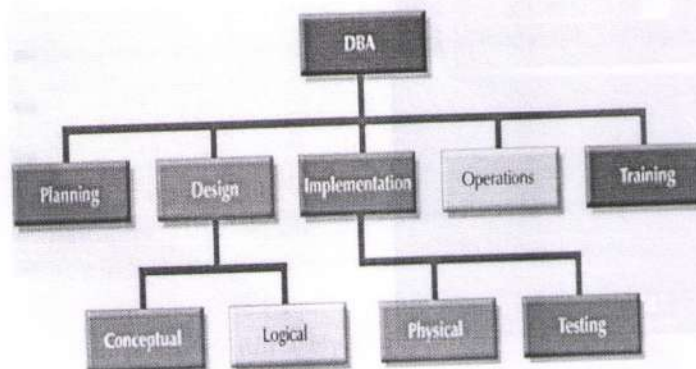 DBA
Planning
Design
Implementation
Operations
Training
Conceptual
Logical
Physical
Testing